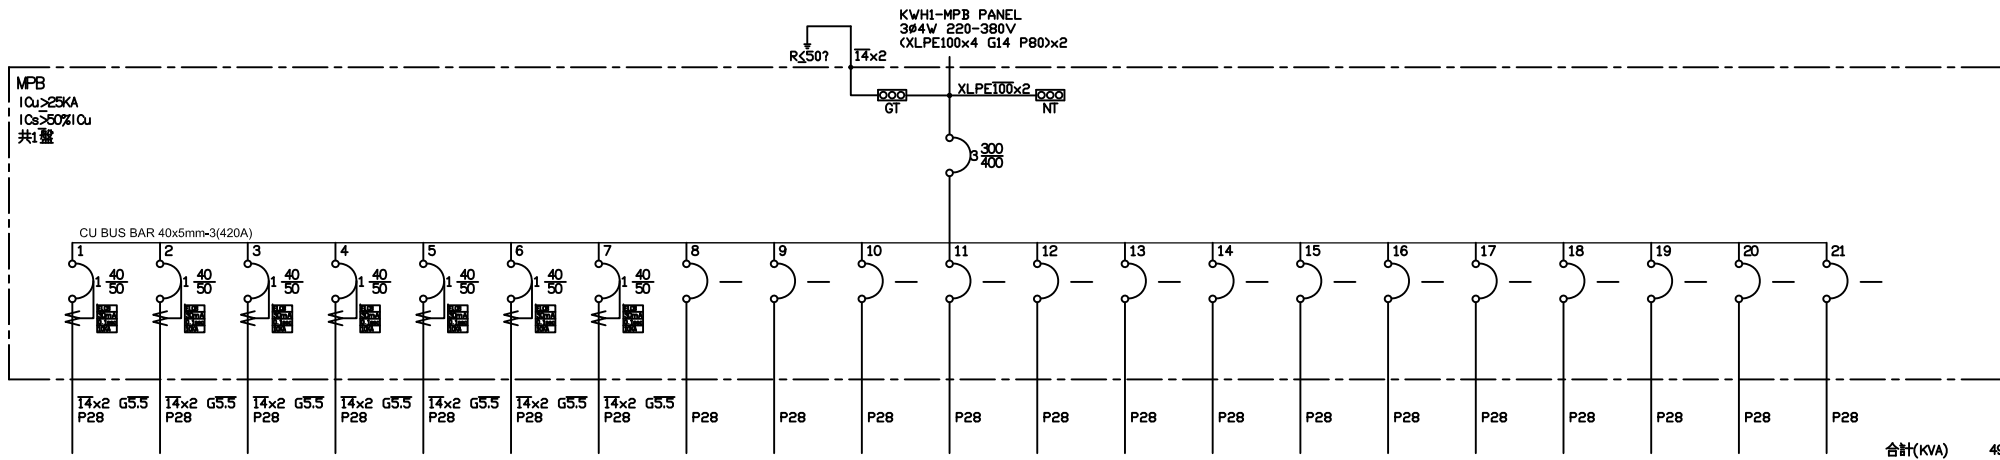 KWH1-MPB PANEL
3ø4W 220-380V
(XLPE100x4 G14 P80)x2
R≤50?
14x2
MPB
ICu≥25KA
ICs≥50%ICu
共1盤
GT
XLPE100x2
NT
3 300
400
CU BUS BAR 40x5mm-3(420A)
1 2 3 4 5 6 7 8 9 10 11 12 13 14 15 16 17 18 19 20 21
1 40 1 40 1 40 1 40 1 40 1 40 1 40
50 50 50 50 50 50 50
14x2 G5.5 14x2 G5.5 14x2 G5.5 14x2 G5.5 14x2 G5.5 14x2 G5.5 14x2 G5.5
P28 P28 P28 P28 P28 P28 P28 P28 P28 P28 P28 P28 P28 P28 P28 P28 P28 P28 P28 P28 P28
合計(KVA)